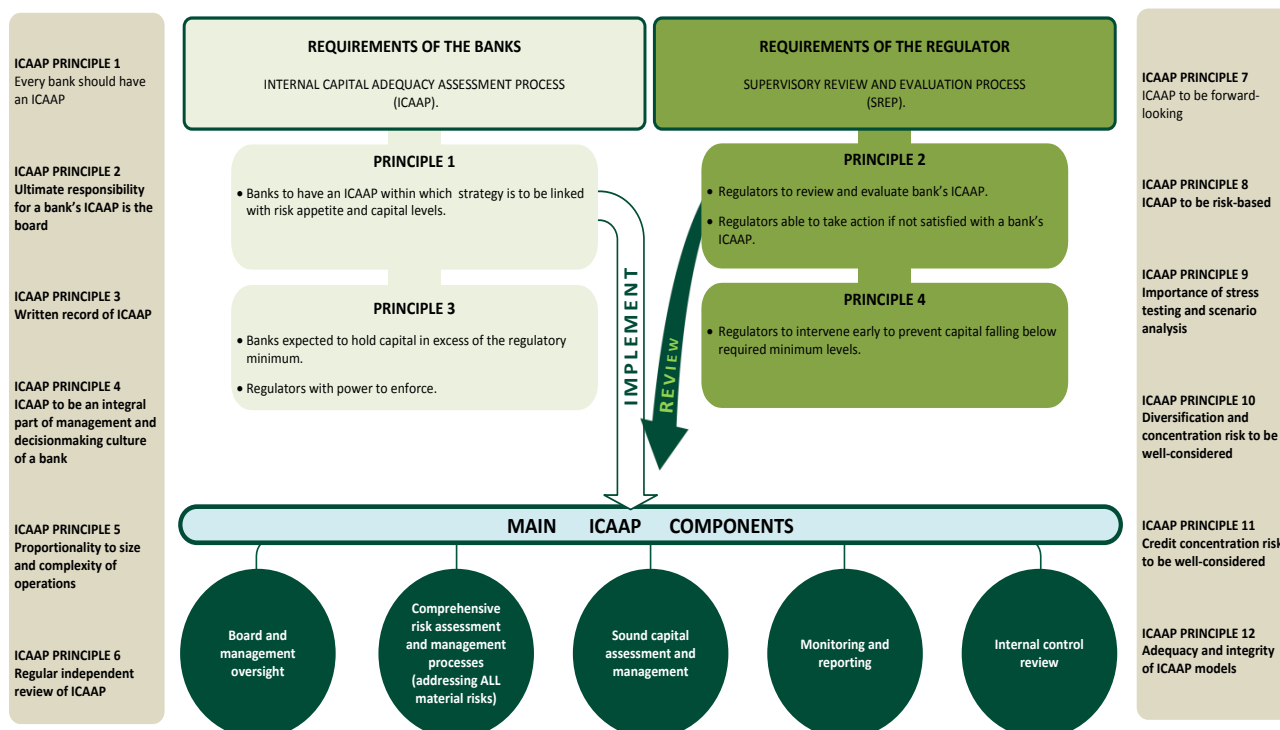 ICAAP PRINCIPLE 1
Every bank should have
an ICAAP
ICAAP PRINCIPLE 2
Ultimate responsibility
for a bank's ICAAP is the
board
ICAAP PRINCIPLE 3
Written record of ICAAP
ICAAP PRINCIPLE 4
ICAAP to be an integral
part of management and
decisionmaking culture
of a bank
ICAAP PRINCIPLE 5
Proportionality to size
and complexity of
operations
ICAAP PRINCIPLE 6
Regular independent
review of ICAAP
REQUIREMENTS OF THE BANKS
INTERNAL CAPITAL ADEQUACY ASSESSMENT PROCESS
(ICAAP).
PRINCIPLE 1
• Banks to have an ICAAP within which strategy is to be linked
with risk appetite and capital levels.
PRINCIPLE 3
• Banks expected to hold capital in excess of the regulatory
minimum.
• Regulators with power to enforce.
IMPLEMENT
REVIEW
REQUIREMENTS OF THE REGULATOR
SUPERVISORY REVIEW AND EVALUATION PROCESS
(SREP).
PRINCIPLE 2
• Regulators to review and evaluate bank's ICAAP.
• Regulators able to take action if not satisfied with a bank's
ICAAP.
PRINCIPLE 4
• Regulators to intervene early to prevent capital falling below
required minimum levels.
MAIN ICAAP COMPONENTS
Board and
management
oversight
Comprehensive
risk assessment
and management
processes
(addressing ALL
material risks)
Sound capital
assessment and
management
Monitoring and
reporting
Internal control
review
ICAAP PRINCIPLE 7
ICAAP to be forward-
looking
ICAAP PRINCIPLE 8
ICAAP to be risk-based
ICAAP PRINCIPLE 9
Importance of stress
testing and scenario
analysis
ICAAP PRINCIPLE 10
Diversification and
concentration risk to be
well-considered
ICAAP PRINCIPLE 11
Credit concentration risk
to be well-considered
ICAAP PRINCIPLE 12
Adequacy and integrity
of ICAAP models